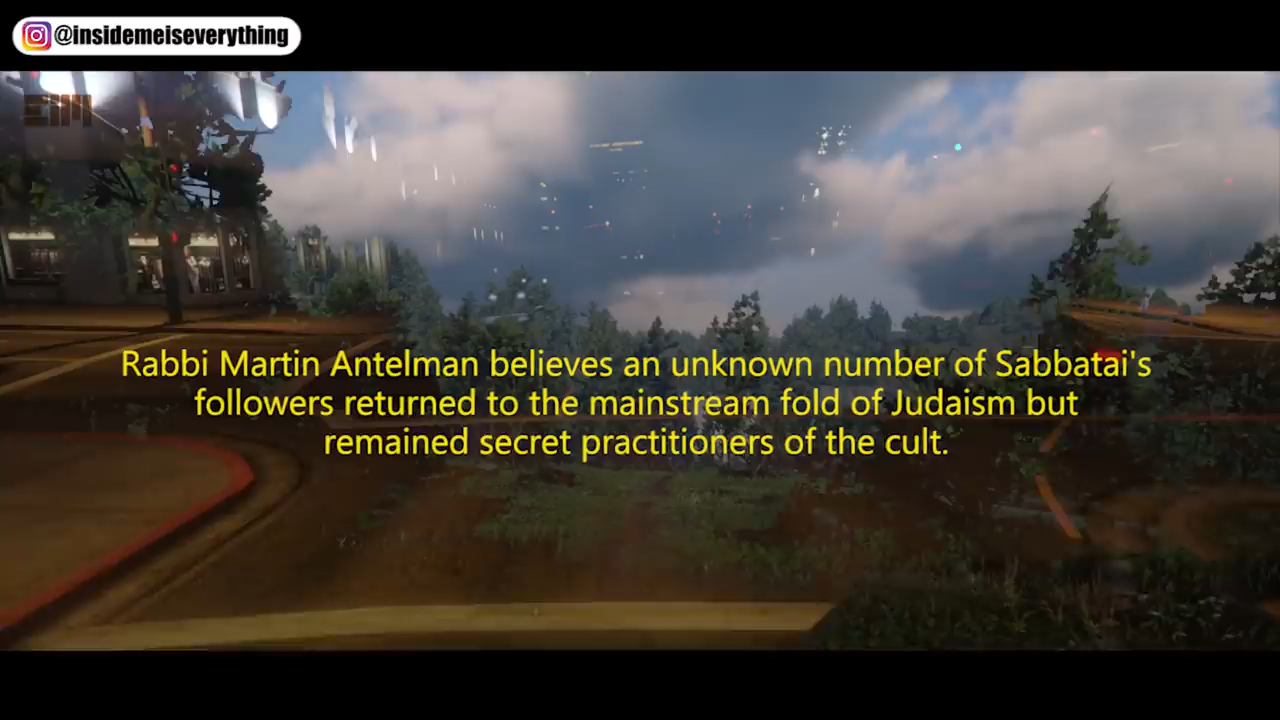 @insidemeiseverything
EIM
Rabbi Martin Antelman believes an unknown number of Sabbatai's
followers returned to the mainstream fold of Judaism but
remained secret practitioners of the cult.